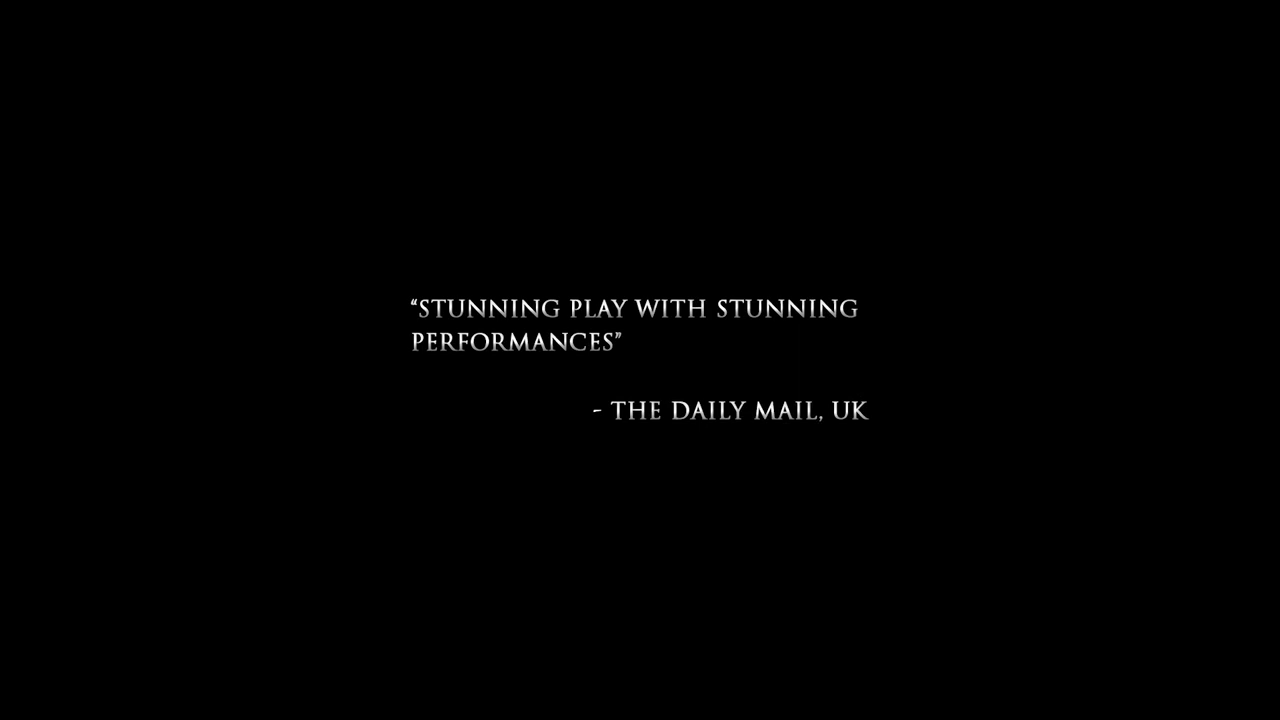 “STUNNING PLAY WITH STUNNING
PERFORMANCES”
- THE DAILY MAIL, UK